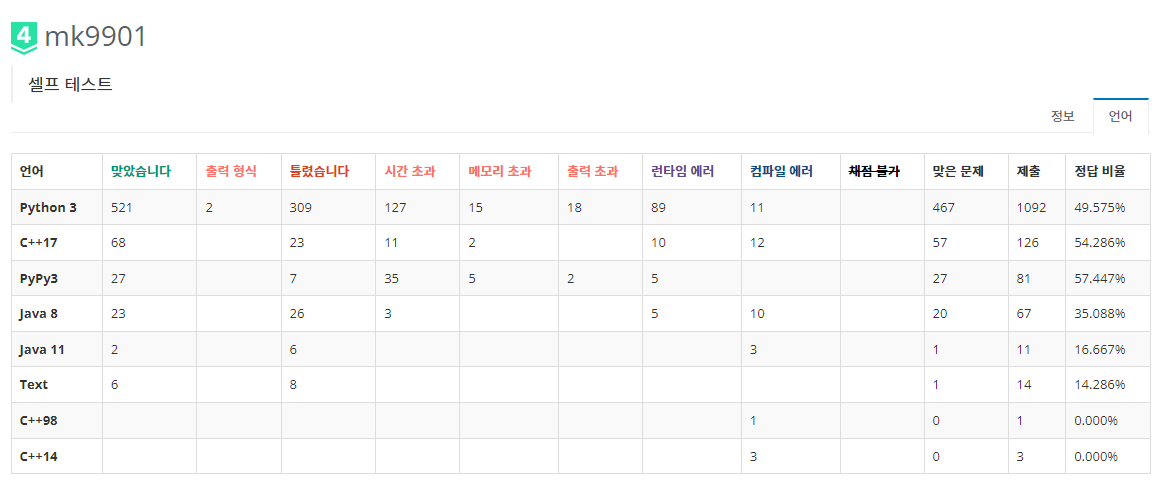 4 mk9901
셀프 테스트
정보 언어
언어 맞았습니다 출력 형식 틀렸습니다 시간 초과 메모리 초과 출력 초과 런타임 에러 컴파일 에러 채점 불가 맞은 문제 제출 정답 비율
Python 3 521 2 309 127 15 18 89 11 467 1092 49.575%
C++17 68 23 11 2 10 12 57 126 54.286%
PyPy3 27 7 35 5 2 5 27 81 57.447%
Java 8 23 26 3 5 10 20 67 35.088%
Java 11 2 6 3 1 11 16.667%
Text 6 8 1 14 14.286%
C++98 1 0 1 0.000%
C++14 3 0 3 0.000%